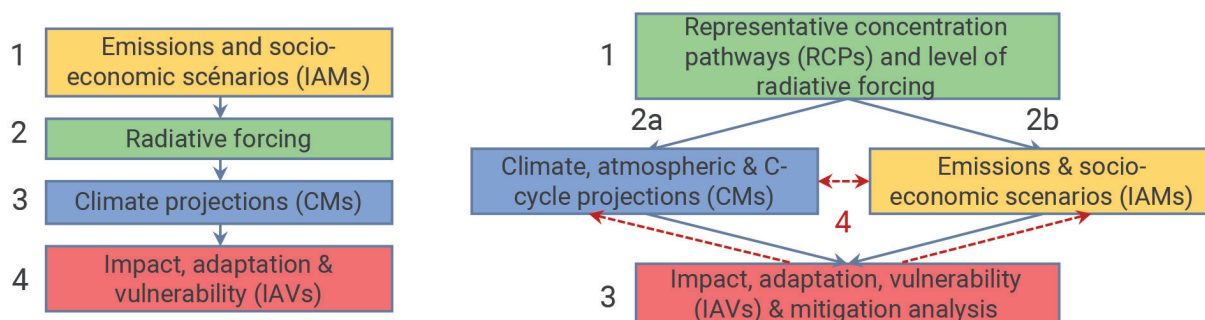 1
Emissions and socio-
economic scénarios (IAMs)
2
Radiative forcing
3
Climate projections (CMs)
4
Impact, adaptation &
vulnerability (IAVs)
1
Representative concentration
pathways (RCPs) and level of
radiative forcing
2a
2b
Climate, atmospheric & C-
cycle projections (CMs)
4
Emissions & socio-
economic scenarios (IAMs)
3
Impact, adaptation, vulnerability
(IAVs) & mitigation analysis